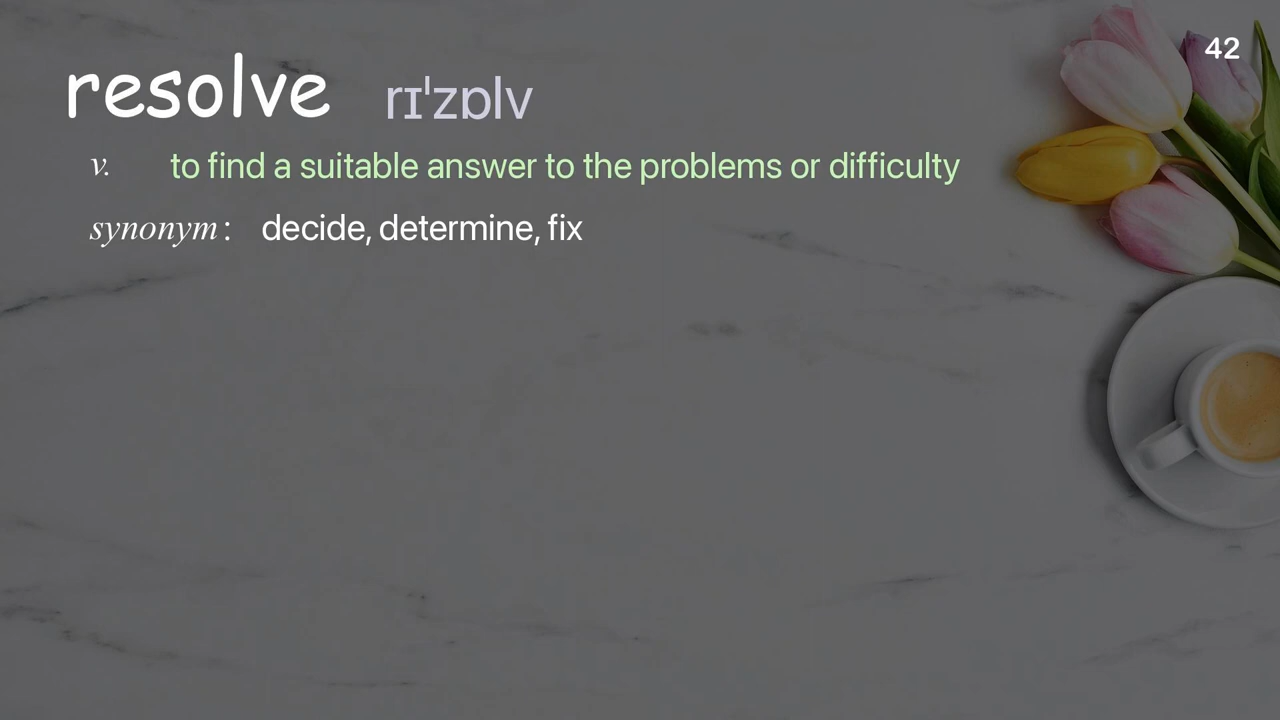 42
resolve rɪˈzɒlv
v. to find a suitable answer to the problems or difficulty
synonym: decide, determine, fix